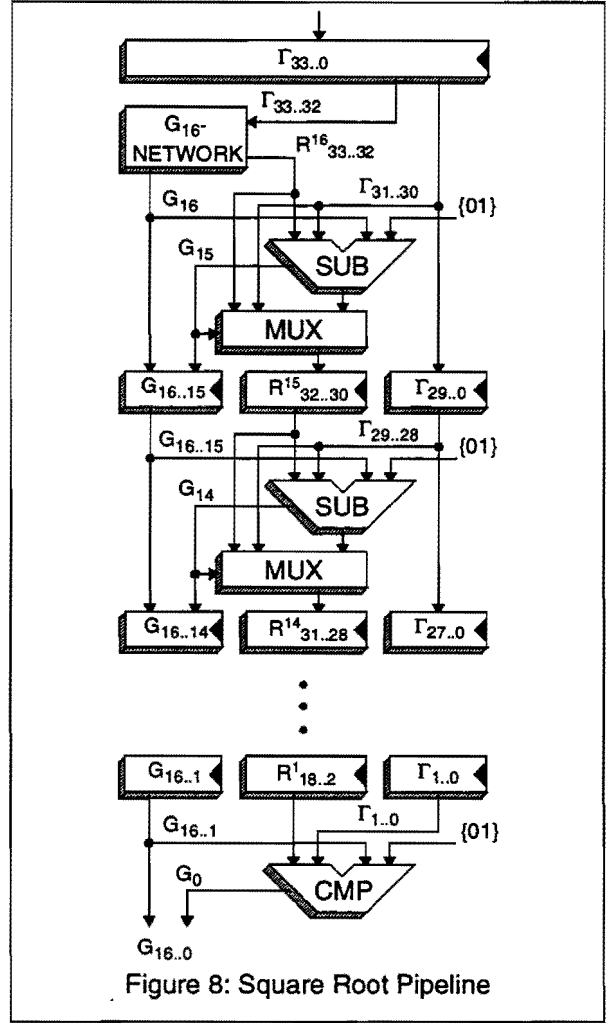 Γ33..0
Γ33..32
G16-
NETWORK
R16 33..32
Γ31..30
G16
{01}
G15
SUB
MUX
G16..15
R15 32..30
Γ29..0
Γ29..28
G16..15
{01}
G14
SUB
MUX
G16..14
R14 31..28
Γ27..0
G16..1
R1 18..2
Γ1..0
Γ1..0
G16..1
{01}
G0
CMP
G16..0
Figure 8: Square Root Pipeline